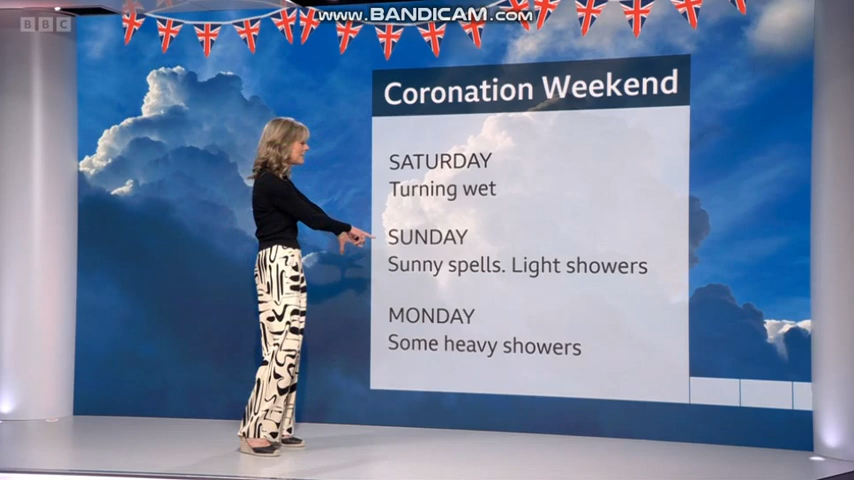 BBC
www.BANDICAM.com
Coronation Weekend
SATURDAY
Turning wet
SUNDAY
Sunny spells. Light showers
MONDAY
Some heavy showers